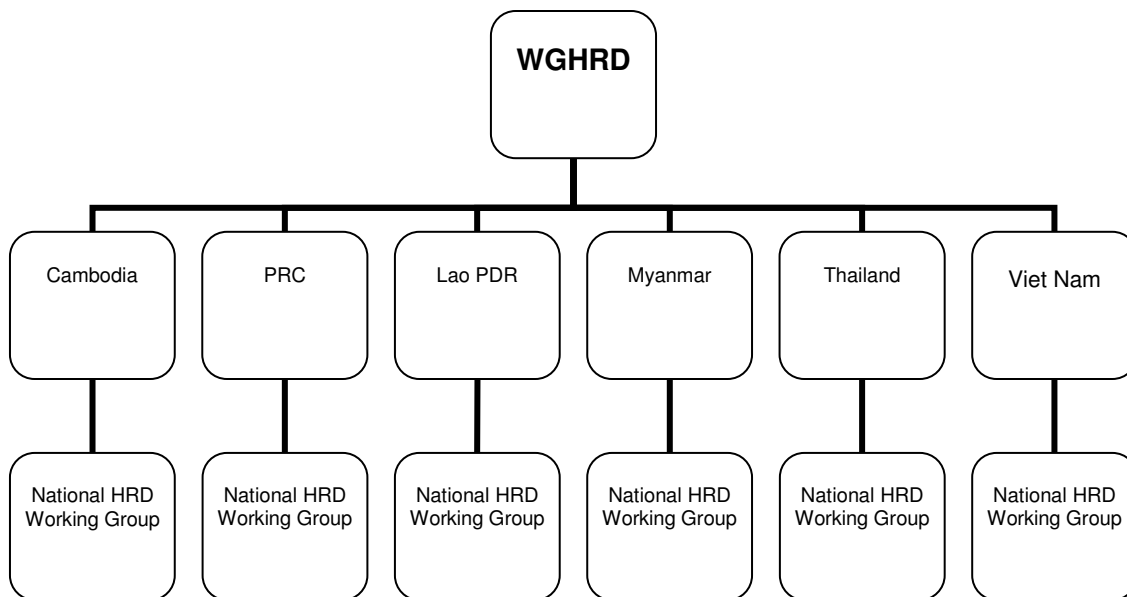 WGHRD
Cambodia
PRC
Lao PDR
Myanmar
Thailand
Viet Nam
National HRD
Working Group
National HRD
Working Group
National HRD
Working Group
National HRD
Working Group
National HRD
Working Group
National HRD
Working Group